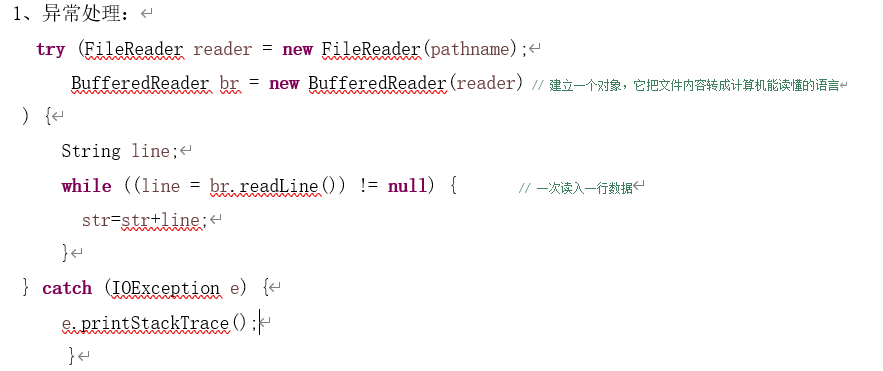 1、异常处理：
try (FileReader reader = new FileReader(pathname);
BufferedReader br = new BufferedReader(reader) // 建立一个对象，它把文件内容转成计算机能读懂的语言
) {
String line;
while ((line = br.readLine()) != null) { // 一次读入一行数据
str=str+line;
}
} catch (IOException e) {
e.printStackTrace();
}